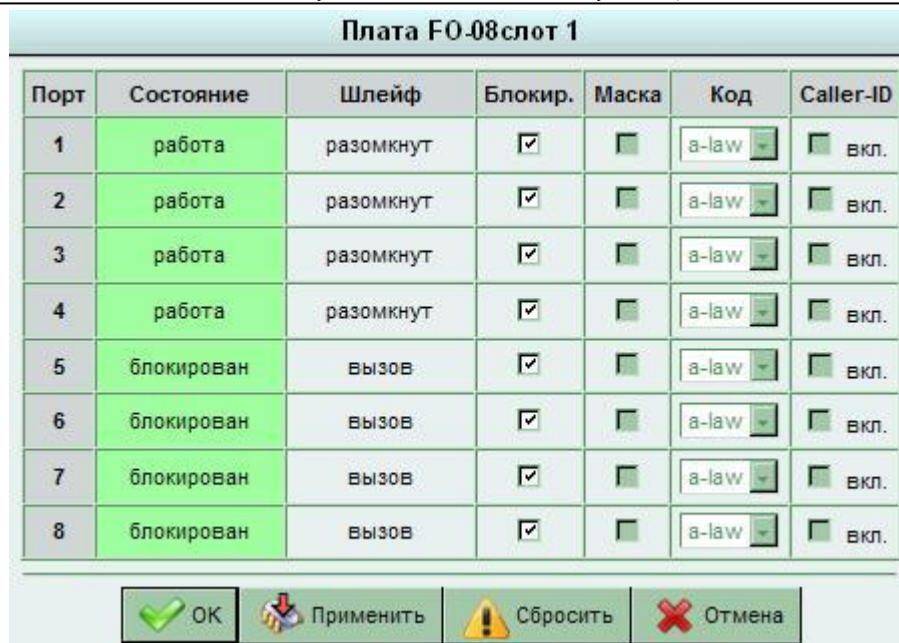 Плата FO-08слот 1
Порт Состояние Шлейф Блокир. Маска Код Caller-ID
1 работа разомкнут a-law вкл.
2 работа разомкнут a-law вкл.
3 работа разомкнут a-law вкл.
4 работа разомкнут a-law вкл.
5 блокирован вызов a-law вкл.
6 блокирован вызов a-law вкл.
7 блокирован вызов a-law вкл.
8 блокирован вызов a-law вкл.
OK Применить Сбросить Отмена